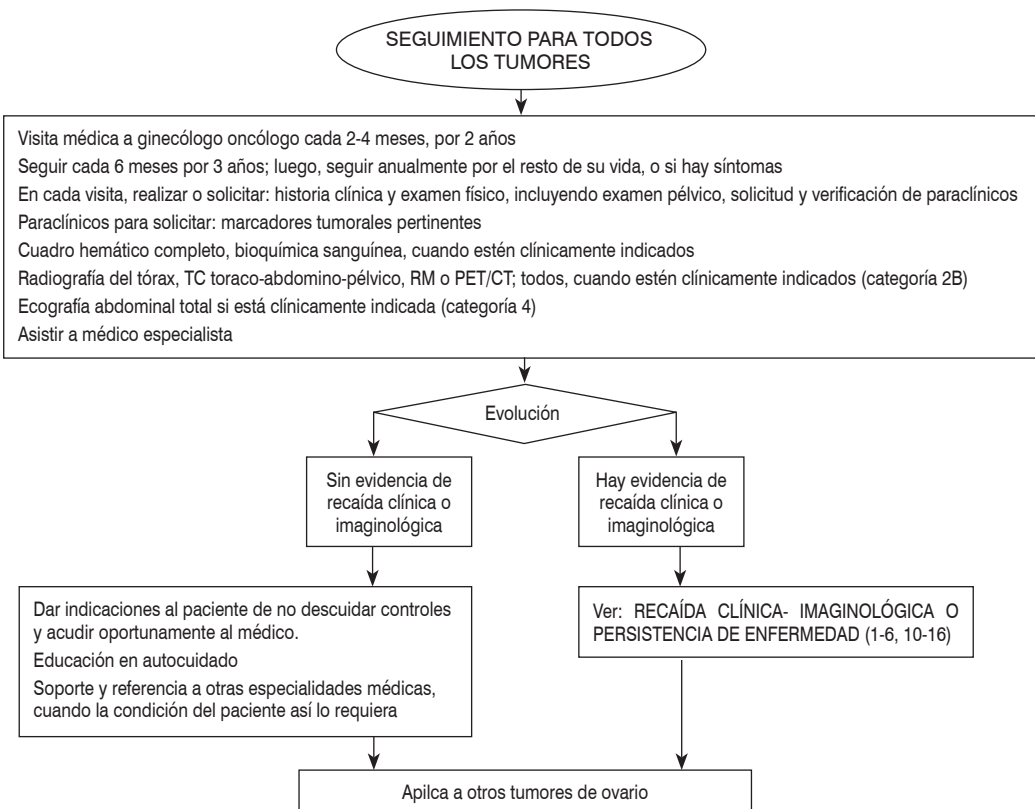 SEGUIMIENTO PARA TODOS
LOS TUMORES
Visita médica a ginecólogo oncólogo cada 2-4 meses, por 2 años
Seguir cada 6 meses por 3 años; luego, seguir anualmente por el resto de su vida, o si hay síntomas
En cada visita, realizar o solicitar: historia clínica y examen físico, incluyendo examen pélvico, solicitud y verificación de paraclínicos
Paraclínicos para solicitar: marcadores tumorales pertinentes
Cuadro hemático completo, bioquímica sanguínea, cuando estén clínicamente indicados
Radiografía del tórax, TC toraco-abdomino-pélvico, RM o PET/CT; todos, cuando estén clínicamente indicados (categoría 2B)
Ecografía abdominal total si está clínicamente indicada (categoría 4)
Asistir a médico especialista
Evolución
Sin evidencia de
recaída clínica o
imaginológica
Hay evidencia de
recaída clínica o
imaginológica
Dar indicaciones al paciente de no descuidar controles
y acudir oportunamente al médico.
Educación en autocuidado
Soporte y referencia a otras especialidades médicas,
cuando la condición del paciente así lo requiera
Ver: RECAÍDA CLÍNICA- IMAGINOLÓGICA O
PERSISTENCIA DE ENFERMEDAD (1-6, 10-16)
Apilca a otros tumores de ovario